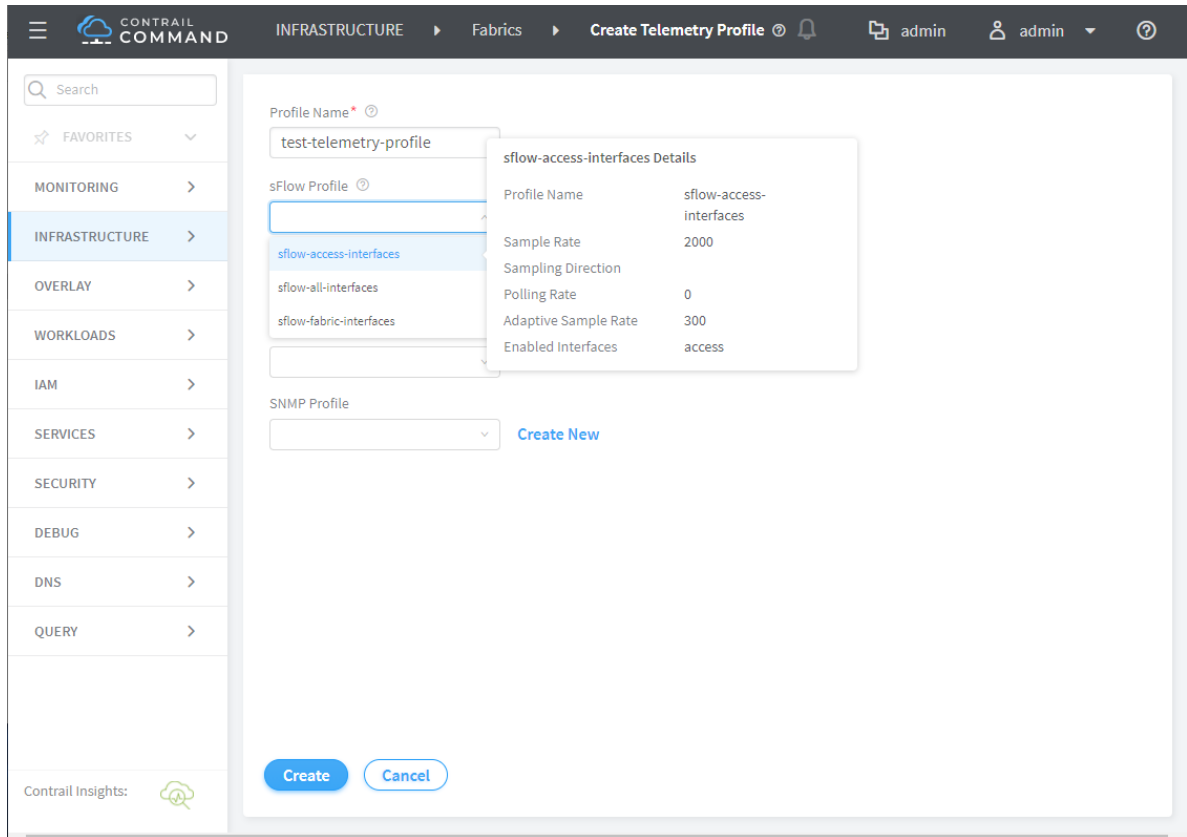 CONTRAIL
COMMAND
INFRASTRUCTURE Fabrics Create Telemetry Profile admin admin
Search
FAVORITES
MONITORING
INFRASTRUCTURE
OVERLAY
WORKLOADS
IAM
SERVICES
SECURITY
DEBUG
DNS
QUERY
Contrail Insights:
Profile Name*
test-telemetry-profile
sFlow Profile
sflow-access-interfaces
sflow-all-interfaces
sflow-fabric-interfaces
sflow-access-interfaces Details
Profile Name sflow-access-
interfaces
Sample Rate 2000
Sampling Direction
Polling Rate 0
Adaptive Sample Rate 300
Enabled Interfaces access
SNMP Profile
Create New
Create Cancel